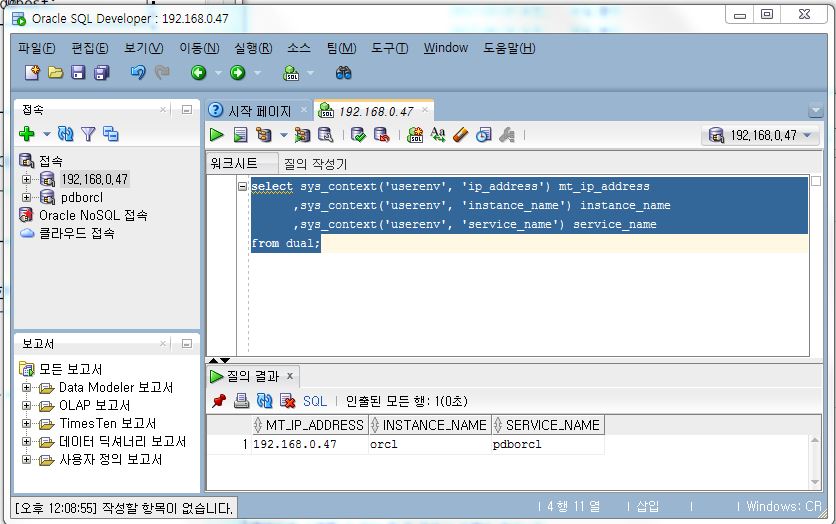 Oracle SQL Developer : 192.168.0.47
파일(F) 편집(E) 보기(V) 이동(N) 실행(R) 소스 팀(M) 도구(T) Window 도움말(H)
접속
시작 페이지 192.168.0.47
192.168.0.47
워크시트 질의 작성기
접속
192.168.0.47
pdborcl
Oracle NoSQL 접속
클라우드 접속
select sys_context('userenv', 'ip_address') mt_ip_address
,sys_context('userenv', 'instance_name') instance_name
,sys_context('userenv', 'service_name') service_name
from dual;
보고서
모든 보고서
Data Modeler 보고서
OLAP 보고서
TimesTen 보고서
데이터 딕셔너리 보고서
사용자 정의 보고서
질의 결과 x
SQL | 인출된 모든 행: 1(0초)
MT_IP_ADDRESS INSTANCE_NAME SERVICE_NAME
1 192.168.0.47 orcl pdborcl
[오후 12:08:55] 작성할 항목이 없습니다.
4 행 11 열 | 삽입 | Windows: CR